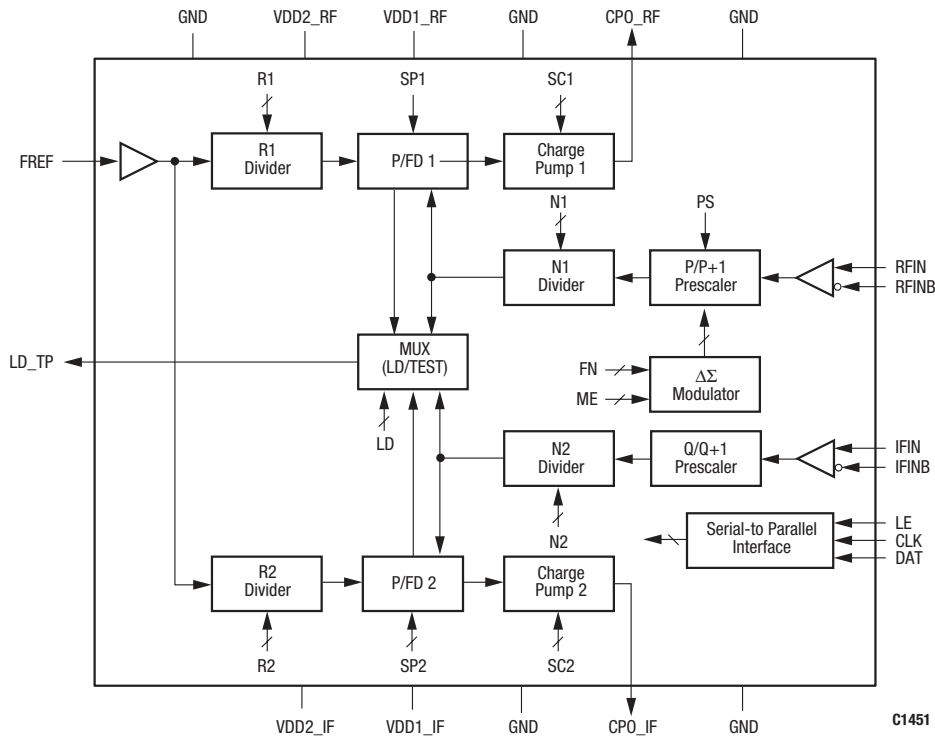 GND VDD2_RF VDD1_RF GND CPO_RF GND
R1 SP1 SC1
FREF
R1
Divider
P/FD 1
Charge
Pump 1
N1 PS
N1
Divider
P/P+1
Prescaler
RFIN
RFINB
LD_TP
MUX
(LD/TEST)
FN
ME
ΔΣ
Modulator
LD
N2
Divider
Q/Q+1
Prescaler
IFIN
IFINB
N2
Serial-to Parallel
Interface
LE
CLK
DAT
R2
Divider
P/FD 2
Charge
Pump 2
R2 SP2 SC2
VDD2_IF VDD1_IF GND CPO_IF GND
C1451